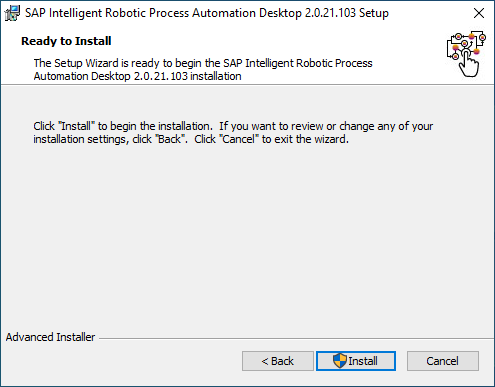 SAP Intelligent Robotic Process Automation Desktop 2.0.21.103 Setup
Ready to Install
The Setup Wizard is ready to begin the SAP Intelligent Robotic Process
Automation Desktop 2.0.21.103 installation
Click "Install" to begin the installation.  If you want to review or change any of your
installation settings, click "Back".  Click "Cancel" to exit the wizard.
Advanced Installer
< Back
Install
Cancel